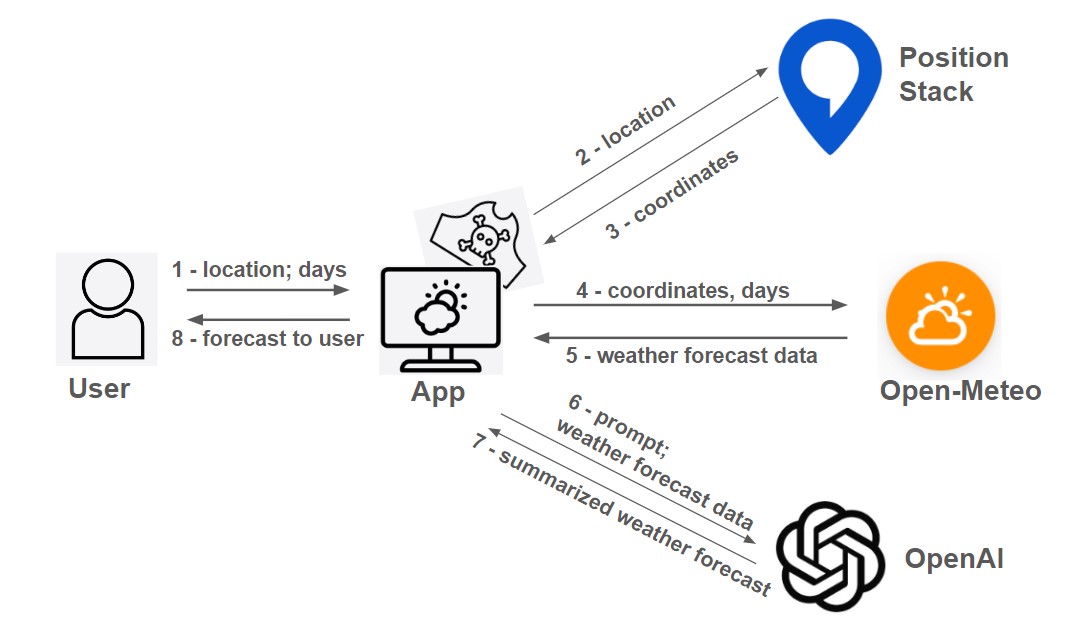 Position
Stack
2 - location
3 - coordinates
1 - location; days
8 - forecast to user
User
App
4 - coordinates, days
5 - weather forecast data
Open-Meteo
6 - prompt;
weather forecast data
7 - summarized weather forecast
OpenAI